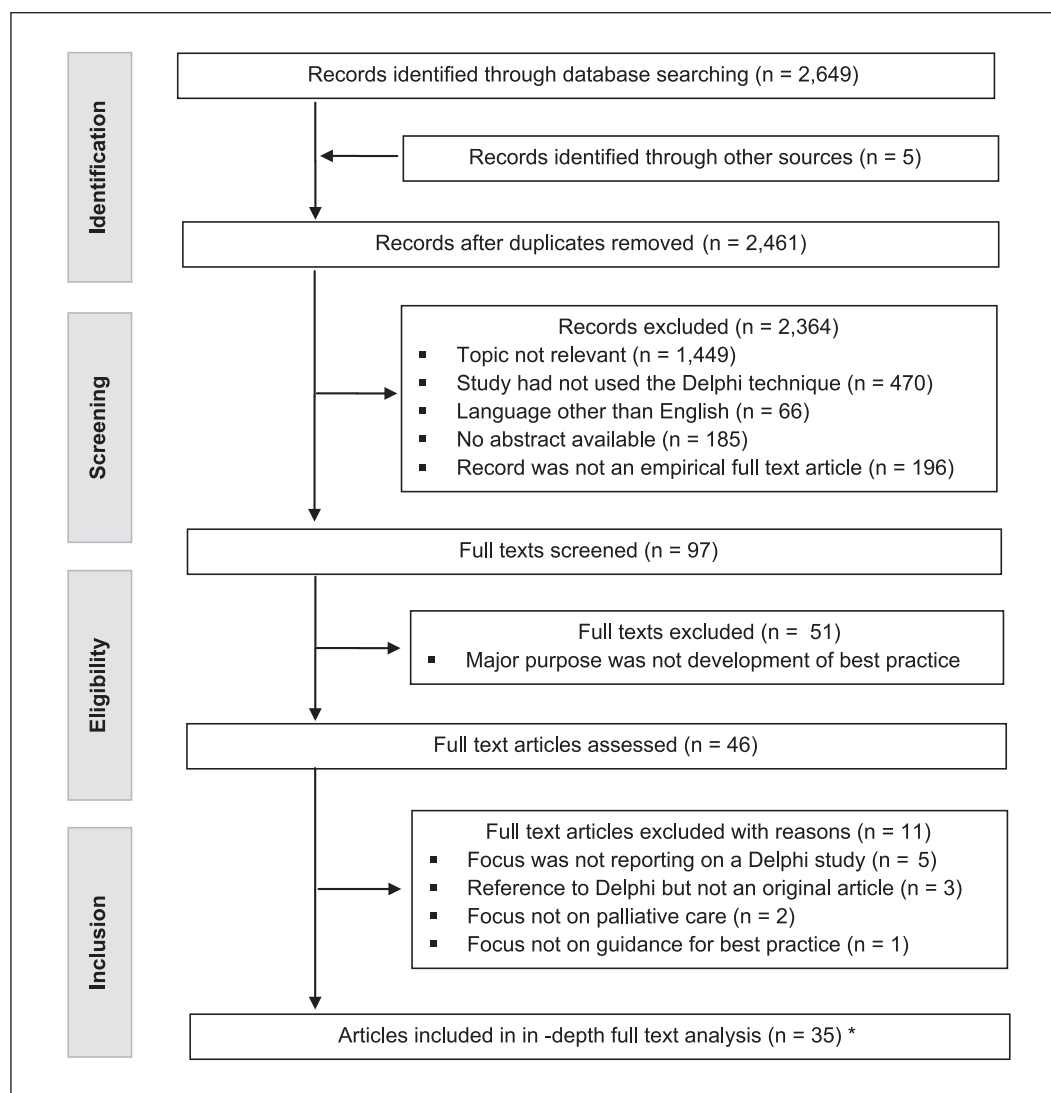 Identification
Records identified through database searching (n = 2,649)
Records identified through other sources (n = 5)
Records after duplicates removed (n = 2,461)
Screening
Records excluded (n = 2,364)
▪ Topic not relevant (n = 1,449)
▪ Study had not used the Delphi technique (n = 470)
▪ Language other than English (n = 66)
▪ No abstract available (n = 185)
▪ Record was not an empirical full text article (n = 196)
Full texts screened (n = 97)
Eligibility
Full texts excluded (n = 51)
▪ Major purpose was not development of best practice
Full text articles assessed (n = 46)
Inclusion
Full text articles excluded with reasons (n = 11)
▪ Focus was not reporting on a Delphi study (n = 5)
▪ Reference to Delphi but not an original article (n = 3)
▪ Focus not on palliative care (n = 2)
▪ Focus not on guidance for best practice (n = 1)
Articles included in in -depth full text analysis (n = 35) *